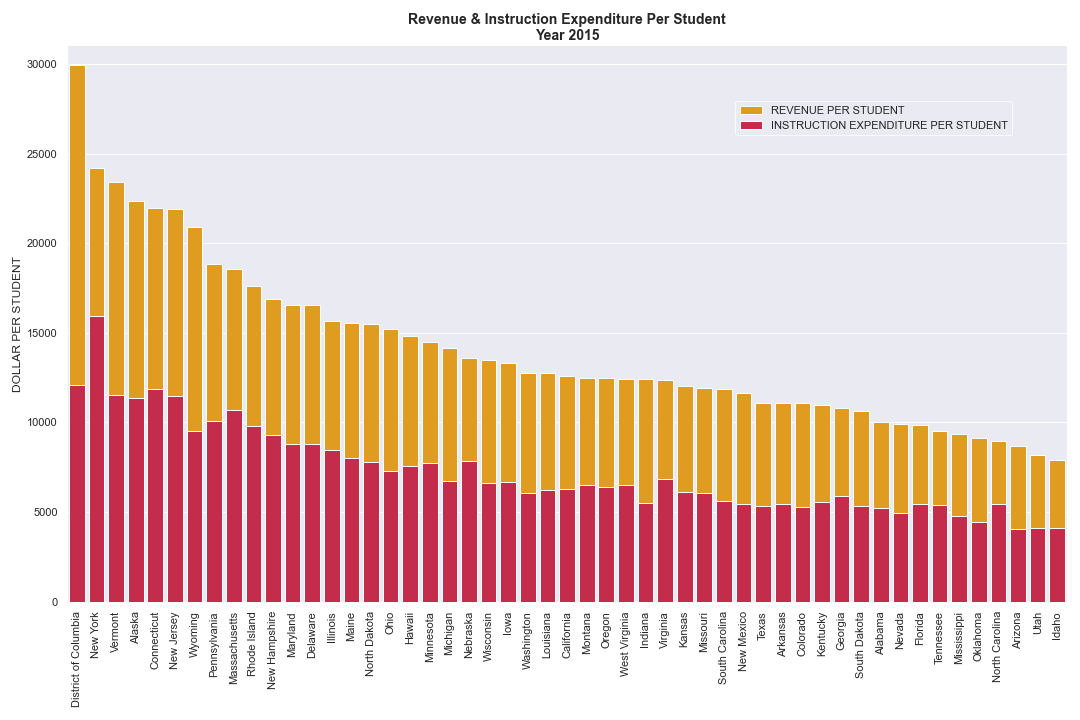 Revenue & Instruction Expenditure Per Student
Year 2015
30000
25000
20000
15000
10000
5000
0
DOLLAR PER STUDENT
REVENUE PER STUDENT
INSTRUCTION EXPENDITURE PER STUDENT
District of Columbia
New York
Vermont
Alaska
Connecticut
New Jersey
Wyoming
Pennsylvania
Massachusetts
Rhode Island
New Hampshire
Maryland
Delaware
Illinois
Maine
North Dakota
Ohio
Hawaii
Minnesota
Michigan
Nebraska
Wisconsin
Iowa
Washington
Louisiana
California
Montana
Oregon
West Virginia
Indiana
Virginia
Kansas
Missouri
South Carolina
New Mexico
Texas
Arkansas
Colorado
Kentucky
Georgia
South Dakota
Alabama
Nevada
Florida
Tennessee
Mississippi
Oklahoma
North Carolina
Arizona
Utah
Idaho